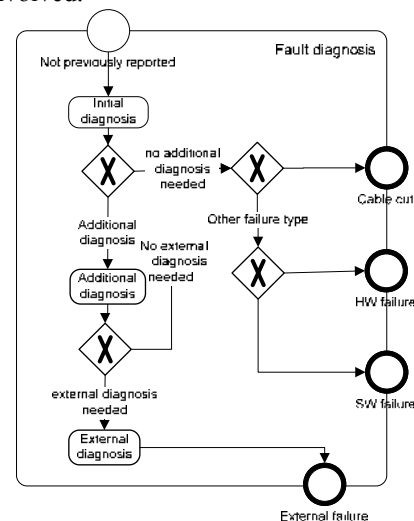 Fault diagnosis
Not previously reported
Initial
diagnosis
X
no additional
diagnosis
needed
X
Cable cut
Additional
diagnosis
Other failure type
No external
diagnosis
needed
Additional
diagnosis
X
HW failure
X
external diagnosis
needed
SW failure
External
diagnosis
External failure